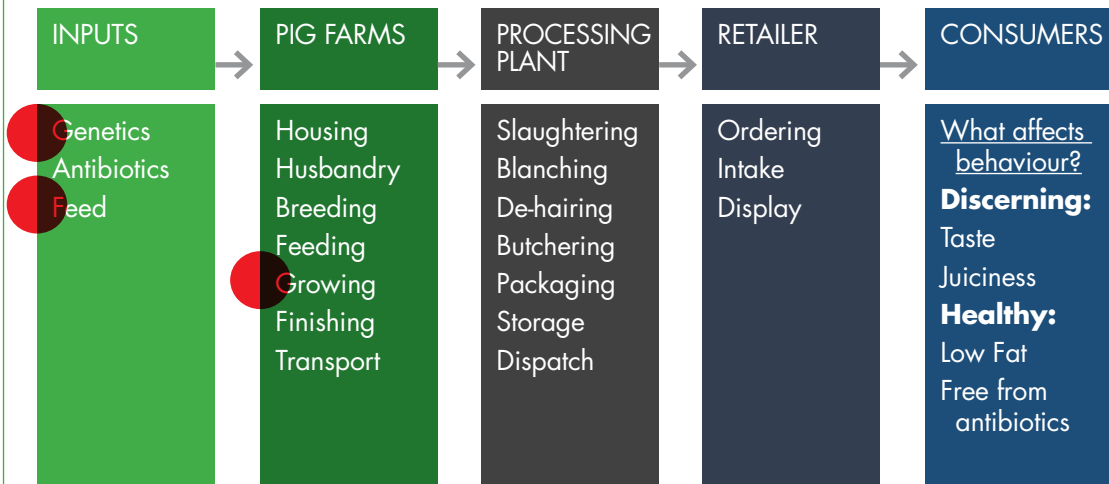 INPUTS
PIG FARMS
PROCESSING
PLANT
RETAILER
CONSUMERS
Genetics
Antibiotics
Feed
Housing
Husbandry
Breeding
Feeding
Growing
Finishing
Transport
Slaughtering
Blanching
De-hairing
Butchering
Packaging
Storage
Dispatch
Ordering
Intake
Display
What affects
behaviour?
Discerning:
Taste
Juiciness
Healthy:
Low Fat
Free from
antibiotics